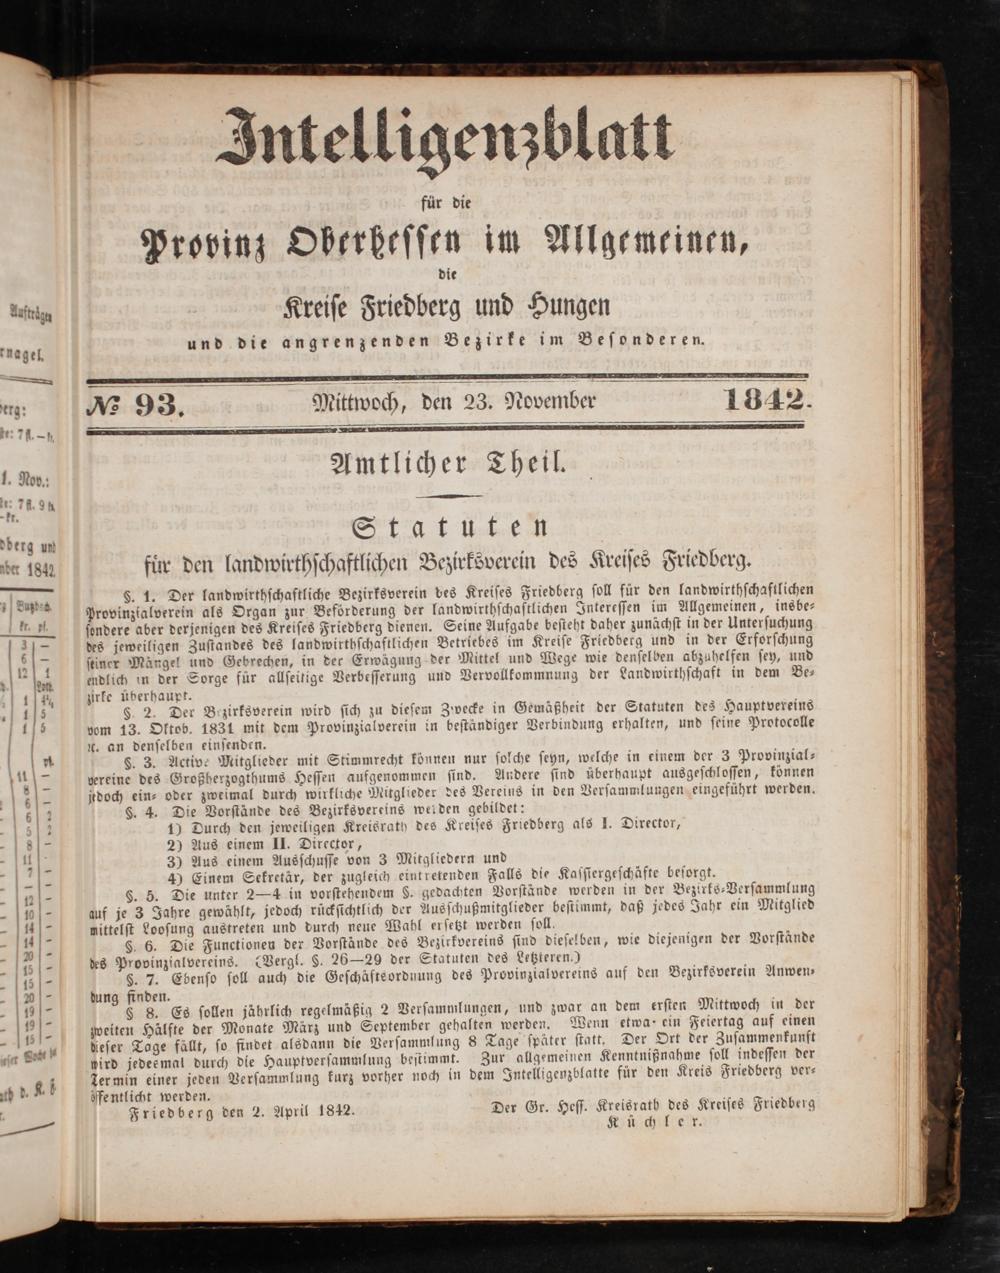 Intelligenzblatt
für die
Provinz Oberhessen im Allgemeinen,
die
Kreise Friedberg und Hungen
und die angrenzenden Bezirke im Besonderen.
№ 93. Mittwoch, den 23. November 1842.
Amtlicher Theil.
Statuten
für den landwirthschaftlichen Bezirksverein des Kreises Friedberg.
§. 1. Der landwirthschaftliche Bezirksverein des Kreises Friedberg soll für den landwirthschaftlichen
Provinzialverein als Organ zur Beförderung der landwirthschaftlichen Interessen im Allgemeinen, insbe-
sondere aber derjenigen des Kreises Friedberg dienen. Seine Aufgabe besteht daher zunächst in der Untersuchung
des jeweiligen Zustandes des landwirthschaftlichen Betriebes im Kreise Friedberg und in der Erforschung
seiner Mängel und Gebrechen, in der Erwägung der Mittel und Wege wie denselben abzuhelfen sey, und
endlich in der Sorge für allseitige Verbesserung und Vervollkommnung der Landwirthschaft in dem Be-
zirke überhaupt.
§. 2. Der Bezirksverein wird sich zu diesem Zwecke in Gemäßheit der Statuten des Hauptvereins
vom 13. Oktob. 1831 mit dem Provinzialverein in beständiger Verbindung erhalten, und seine Protocolle
ꝛc. an denselben einsenden.
§. 3. Active Mitglieder mit Stimmrecht können nur solche seyn, welche in einem der 3 Provinzial-
vereine des Großherzogthums Hessen aufgenommen sind. Andere sind überhaupt ausgeschlossen, können
jedoch ein- oder zweimal durch wirkliche Mitglieder des Vereins in den Versammlungen eingeführt werden.
§. 4. Die Vorstände des Bezirksvereins werden gebildet:
1) Durch den jeweiligen Kreisrath des Kreises Friedberg als I. Director,
2) Aus einem II. Director,
3) Aus einem Ausschusse von 3 Mitgliedern und
4) Einem Sekretär, der zugleich eintretenden Falls die Kassiergeschäfte besorgt.
§. 5. Die unter 2—4 in vorstehendem §. gedachten Vorstände werden in der Bezirks-Versammlung
auf je 3 Jahre gewählt, jedoch rücksichtlich der Ausschußmitglieder bestimmt, daß jedes Jahr ein Mitglied
mittelst Loosung austreten und durch neue Wahl ersetzt werden soll.
§. 6. Die Functionen der Vorstände des Bezirkvereins sind dieselben, wie diejenigen der Vorstände
des Provinzialvereins. (Vergl. §. 26—29 der Statuten des Letzteren.)
§. 7. Ebenso soll auch die Geschäftsordnung des Provinzialvereins auf den Bezirksverein Anwen-
dung finden.
§ 8. Es sollen jährlich regelmäßig 2 Versammlungen, und zwar an dem ersten Mittwoch in der
zweiten Hälfte der Monate März und September gehalten werden. Wenn etwa ein Feiertag auf einen
dieser Tage fällt, so findet alsdann die Versammlung 8 Tage später statt. Der Ort der Zusammenkunft
wird jedesmal durch die Hauptversammlung bestimmt. Zur allgemeinen Kenntnißnahme soll indessen der
Termin einer jeden Versammlung kurz vorher noch in dem Intelligenzblatte für den Kreis Friedberg ver-
öffentlicht werden.
Friedberg den 2. April 1842. Der Gr. Hess. Kreisrath des Kreises Friedberg
Küchler.